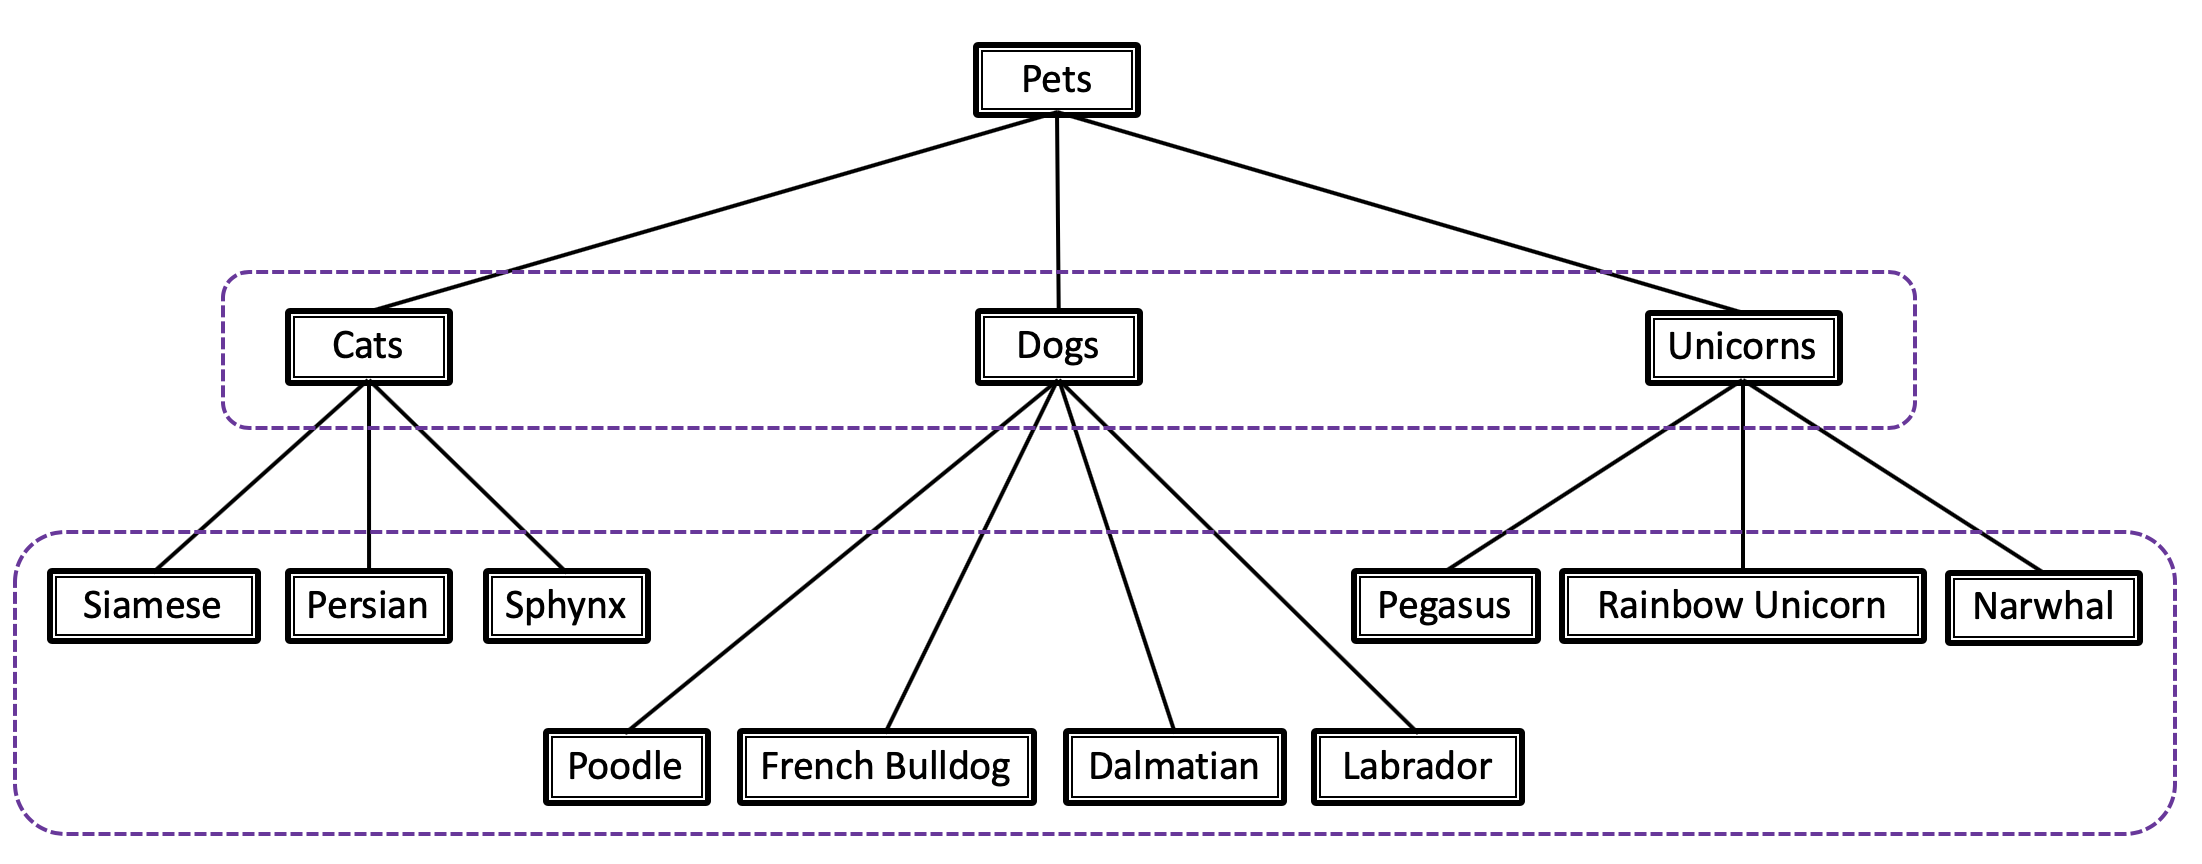 Pets
Cats
Dogs
Unicorns
Siamese
Persian
Sphynx
Pegasus
Rainbow Unicorn
Narwhal
Poodle
French Bulldog
Dalmatian
Labrador